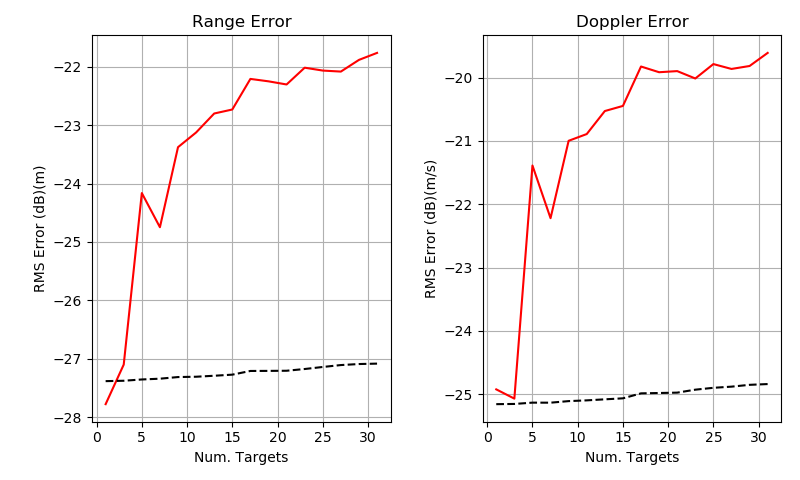 Range Error
RMS Error (dB)(m)
−22
−23
−24
−25
−26
−27
−28
0 5 10 15 20 25 30
Num. Targets
Doppler Error
RMS Error (dB)(m/s)
−20
−21
−22
−23
−24
−25
0 5 10 15 20 25 30
Num. Targets